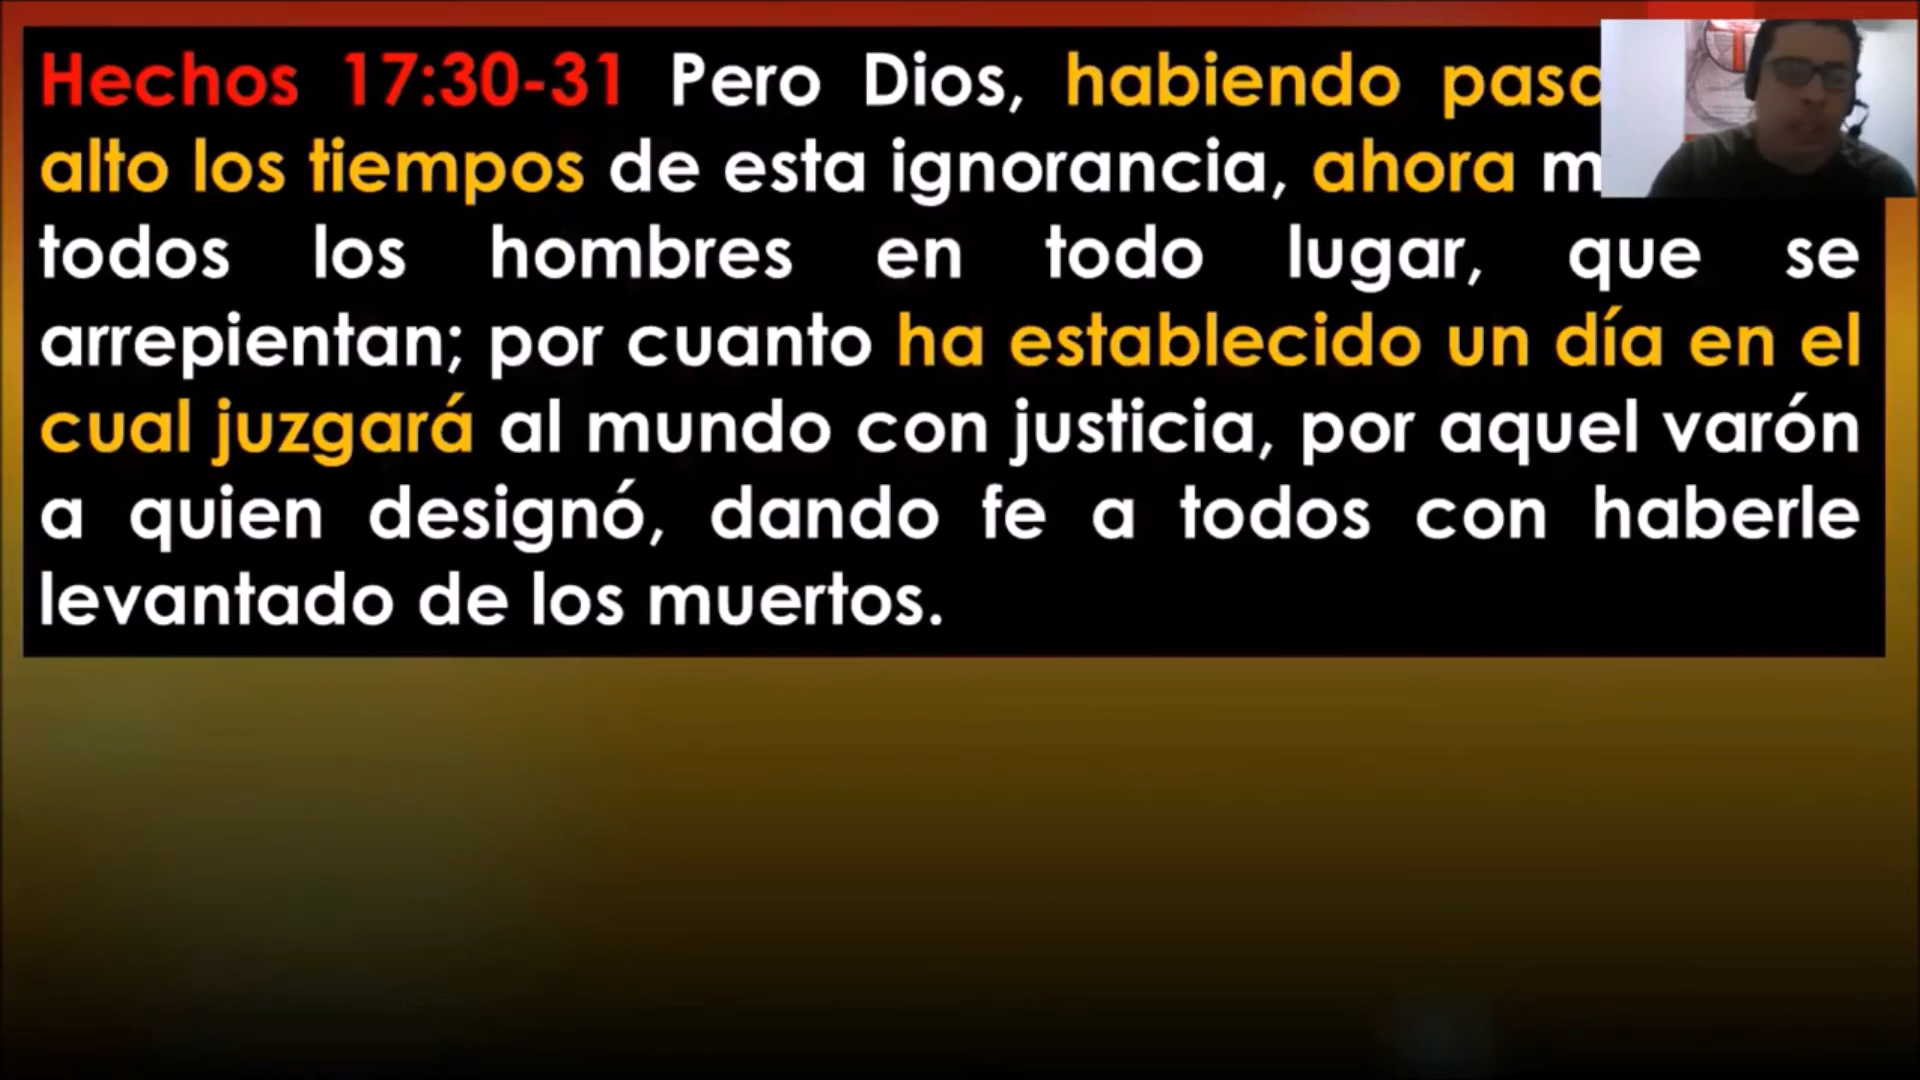 Hechos 17:30-31 Pero Dios, habiendo
alto los tiempos de esta ignorancia, ahora
todos los hombres en todo lugar, que se
arrepientan; por cuanto ha establecido un día en el
cual juzgará al mundo con justicia, por aquel varón
a quien designó, dando fe a todos con haberle
levantado de los muertos.